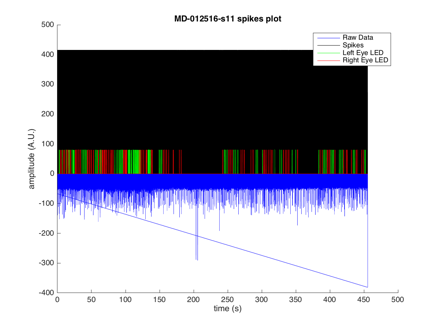 MD-012516-s11 spikes plot
500
400
300
200
100
0
-100
-200
-300
-400
amplitude (A.U.)
Raw Data
Spikes
Left Eye LED
Right Eye LED
0 50 100 150 200 250 300 350 400 450 500
time (s)